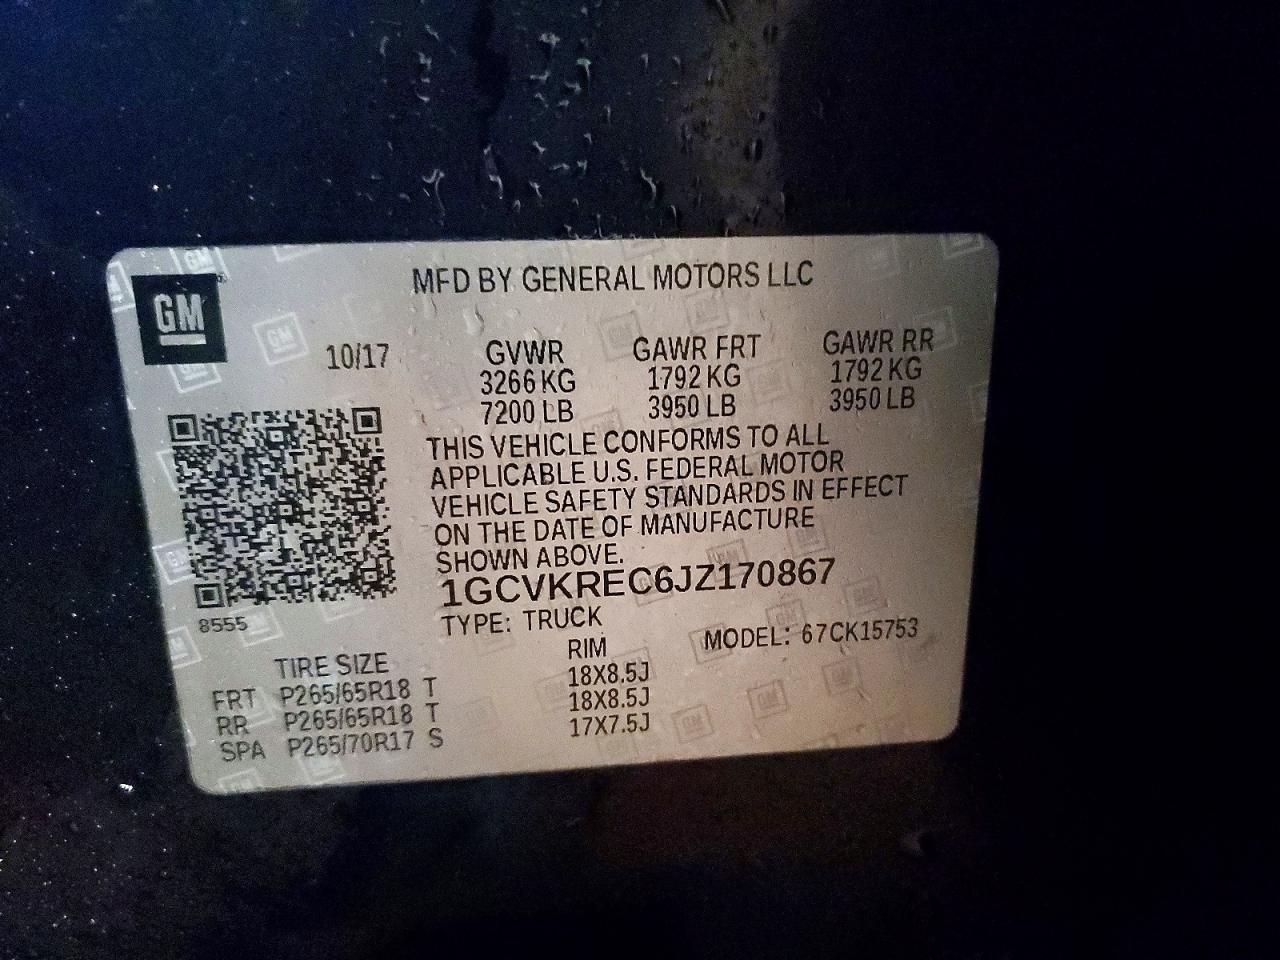 GM
MFD BY GENERAL MOTORS LLC
10/17 GVWR GAWR FRT GAWR RR
3266 KG 1792 KG 1792 KG
7200 LB 3950 LB 3950 LB
THIS VEHICLE CONFORMS TO ALL
APPLICABLE U.S. FEDERAL MOTOR
VEHICLE SAFETY STANDARDS IN EFFECT
ON THE DATE OF MANUFACTURE
SHOWN ABOVE.
1GCVKREC6JZ170867
8555
TYPE: TRUCK MODEL: 67CK15753
TIRE SIZE RIM
FRT P265/65R18 T 18X8.5J
RR P265/65R18 T 18X8.5J
SPA P265/70R17 S 17X7.5J